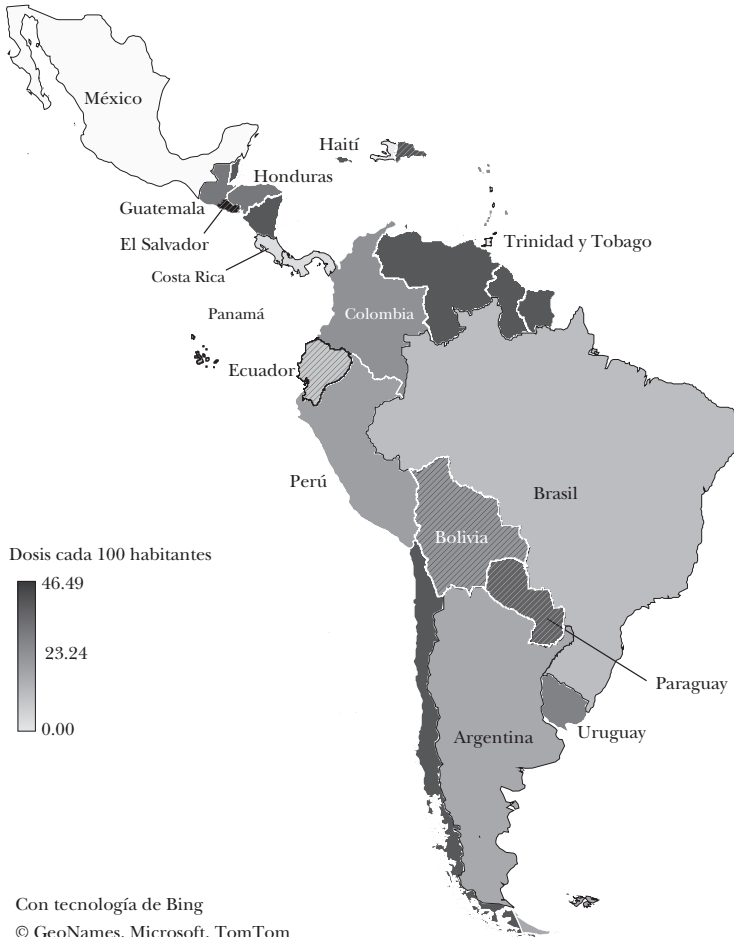 México
Haití
Honduras
Guatemala
El Salvador
Trinidad y Tobago
Costa Rica
Panamá
Colombia
Ecuador
Perú
Brasil
Bolivia
Dosis cada 100 habitantes
46.49
23.24
0.00
Paraguay
Uruguay
Argentina
Con tecnología de Bing
© GeoNames, Microsoft, TomTom